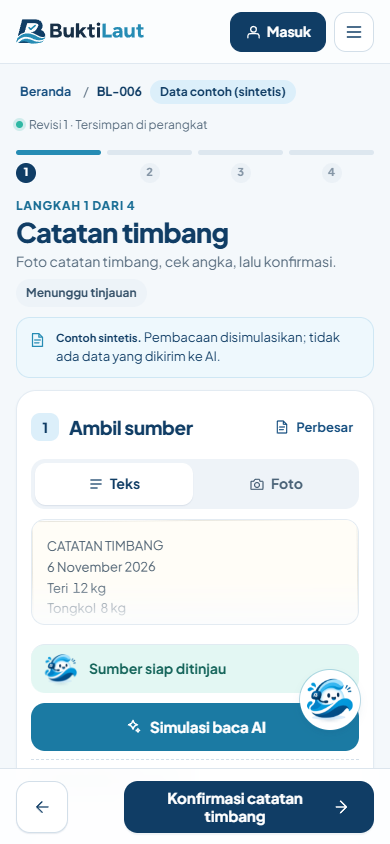 BuktiLaut
Masuk
Beranda / BL-006 Data contoh (sintetis)
Revisi 1 · Tersimpan di perangkat
1 2 3 4
LANGKAH 1 DARI 4
Catatan timbang
Foto catatan timbang, cek angka, lalu konfirmasi.
Menunggu tinjauan
Contoh sintetis. Pembacaan disimulasikan; tidak
ada data yang dikirim ke AI.
1 Ambil sumber Perbesar
Teks Foto
CATATAN TIMBANG
6 November 2026
Teri 12 kg
Tongkol 8 kg
Sumber siap ditinjau
Simulasi baca AI
Konfirmasi catatan
timbang